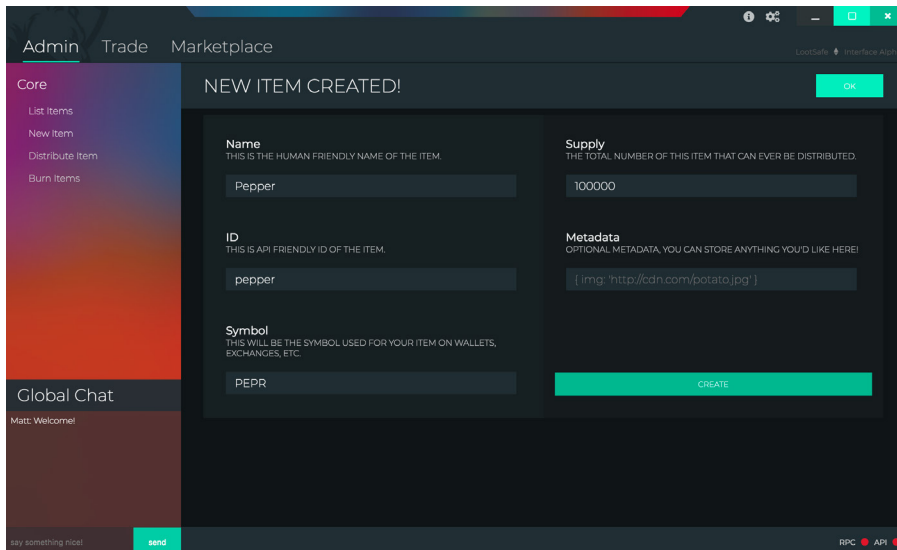 Admin Trade Marketplace
LootSafe Interface Alph
Core
List Items
New Item
Distribute Item
Burn Items
NEW ITEM CREATED!
OK
Name
THIS IS THE HUMAN FRIENDLY NAME OF THE ITEM.
Pepper
ID
THIS IS API FRIENDLY ID OF THE ITEM.
pepper
Symbol
THIS WILL BE THE SYMBOL USED FOR YOUR ITEM ON WALLETS,
EXCHANGES, ETC.
PEPR
Supply
THE TOTAL NUMBER OF THIS ITEM THAT CAN EVER BE DISTRIBUTED.
100000
Metadata
OPTIONAL METADATA, YOU CAN STORE ANYTHING YOU'D LIKE HERE!
{ img: 'http://cdn.com/potato.jpg' }
CREATE
Global Chat
Matt: Welcome!
say something nice!
send
RPC API